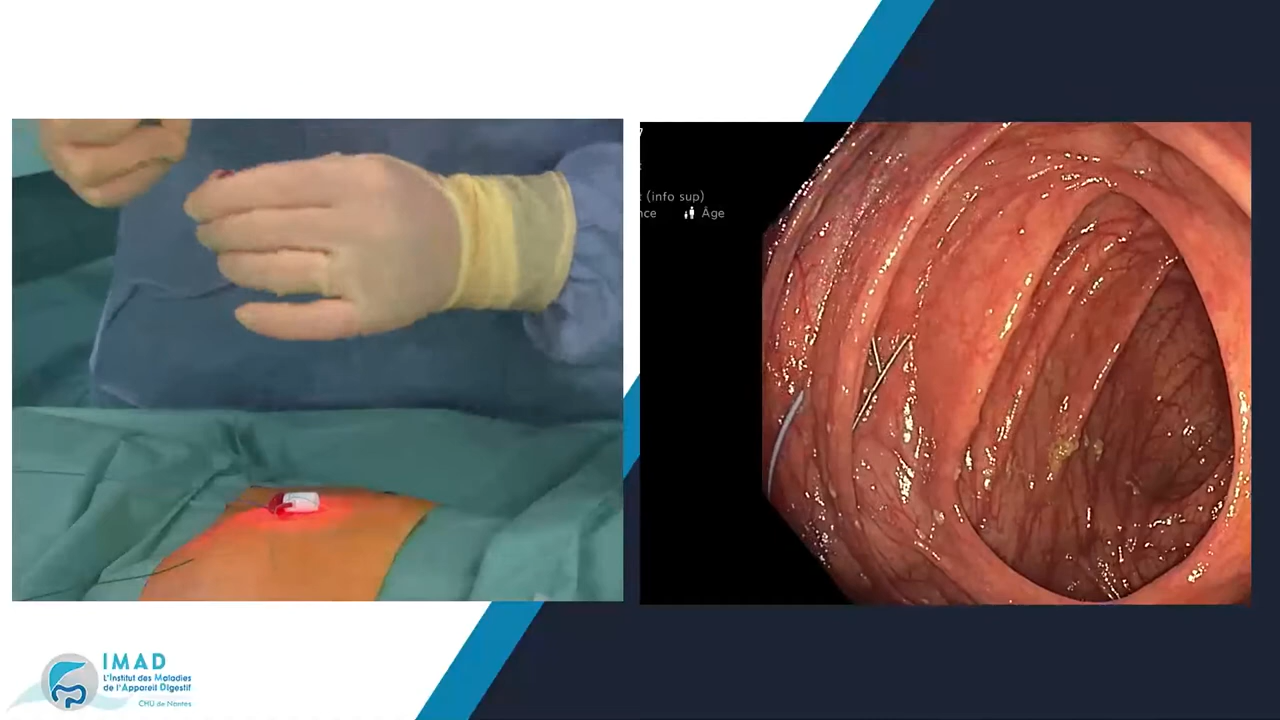 (info sup)
nce Âge
IMAD
L'Institut des Maladies
de l'Appareil Digestif
CHU de Nantes